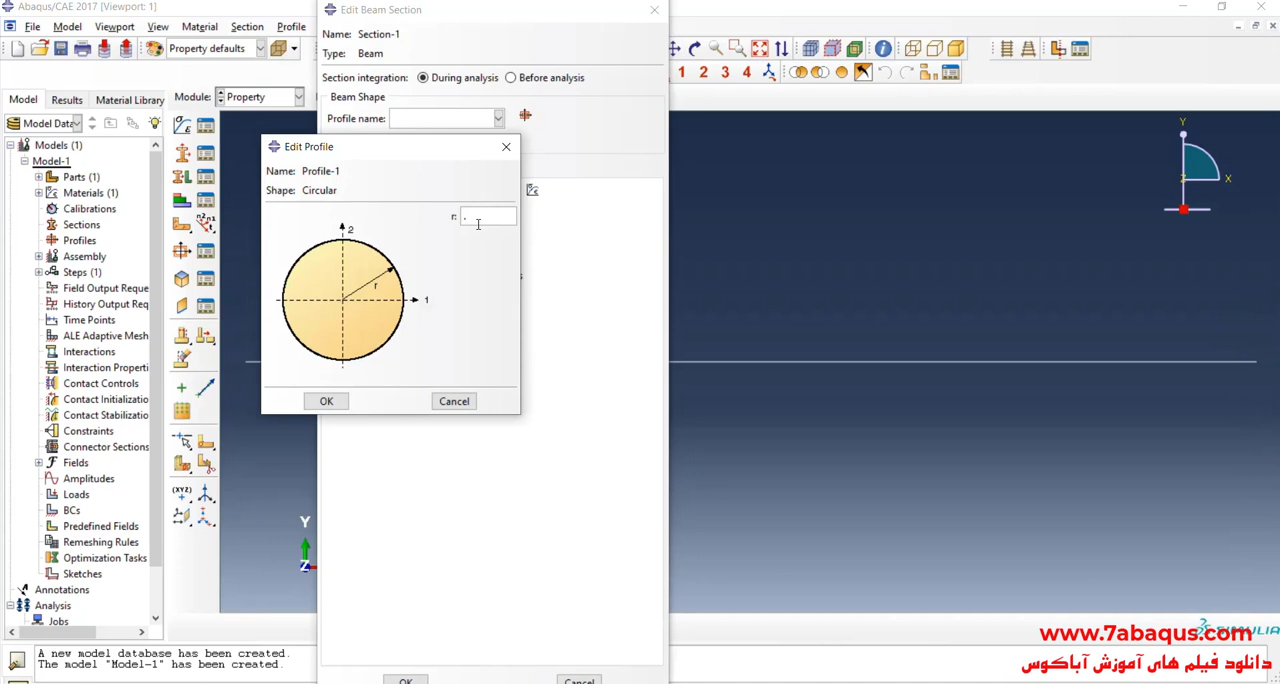 Abaqus/CAE 2017 [Viewport: 1]
File Model Viewport View Material Section Profile
Property defaults
1 2 3 4
Model Results Material Library
Module: Property
Model Data
Models (1)
Model-1
Parts (1)
Materials (1)
Calibrations
Sections
Profiles
Assembly
Steps (1)
Field Output Reque
History Output Req
Time Points
ALE Adaptive Mesh
Interactions
Interaction Properti
Contact Controls
Contact Initializatio
Contact Stabilizatio
Constraints
Connector Sections
Fields
Amplitudes
Loads
BCs
Predefined Fields
Remeshing Rules
Optimization Tasks
Sketches
Annotations
Analysis
Jobs
(XYZ)
Edit Beam Section
Name: Section-1
Type: Beam
Section integration: During analysis Before analysis
Beam Shape
Profile name:
Edit Profile
Name: Profile-1
Shape: Circular
r: .
2
r
1
OK Cancel
OK Cancel
Y
Z X
Y
Z
A new model database has been created.
The model "Model-1" has been created.
SIMULIA
www.7abaqus.com
دانلود فیلم های آموزش آباکوس